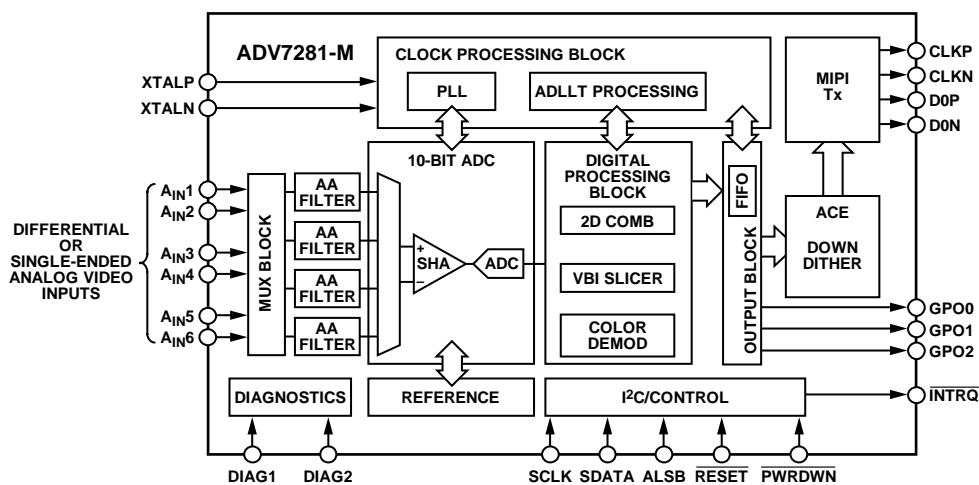 ADV7281-M
CLOCK PROCESSING BLOCK
PLL
ADLLT PROCESSING
XTALP
XTALN
MIPI
Tx
CLKP
CLKN
D0P
D0N
10-BIT ADC
DIGITAL
PROCESSING
BLOCK
2D COMB
VBI SLICER
COLOR
DEMOD
FIFO
OUTPUT BLOCK
ACE
DOWN
DITHER
DIFFERENTIAL
OR
SINGLE-ENDED
ANALOG VIDEO
INPUTS
AIN1
AIN2
AIN3
AIN4
AIN5
AIN6
MUX BLOCK
AA
FILTER
AA
FILTER
AA
FILTER
AA
FILTER
+
SHA
−
ADC
GPO0
GPO1
GPO2
DIAGNOSTICS
REFERENCE
I2C/CONTROL
INTRQ
DIAG1
DIAG2
SCLK
SDATA
ALSB
RESET
PWRDWN